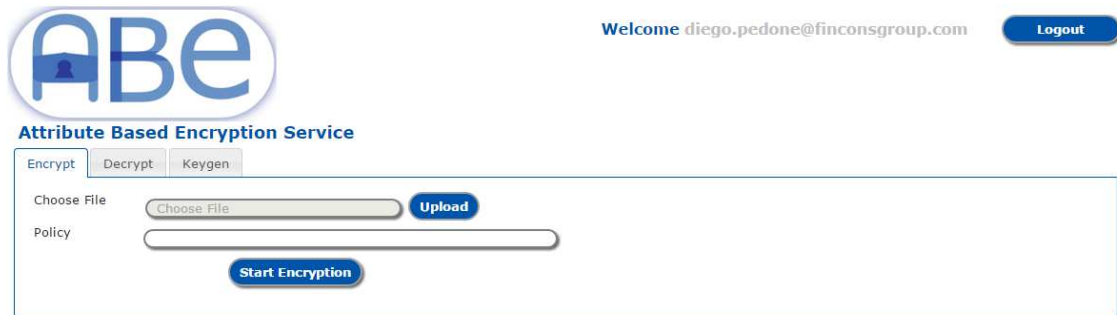 ABe
Welcome diego.pedone@finconsgroup.com
Logout
Attribute Based Encryption Service
Encrypt Decrypt Keygen
Choose File Choose File Upload
Policy
Start Encryption